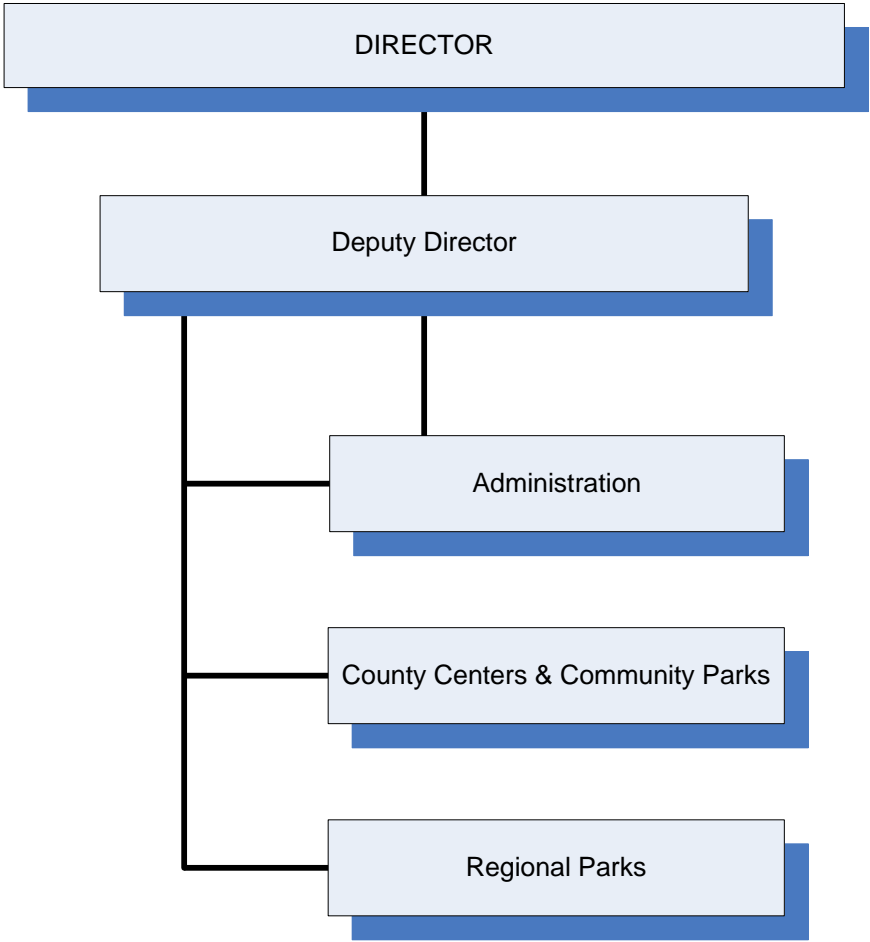 DIRECTOR
Deputy Director
Administration
County Centers & Community Parks
Regional Parks